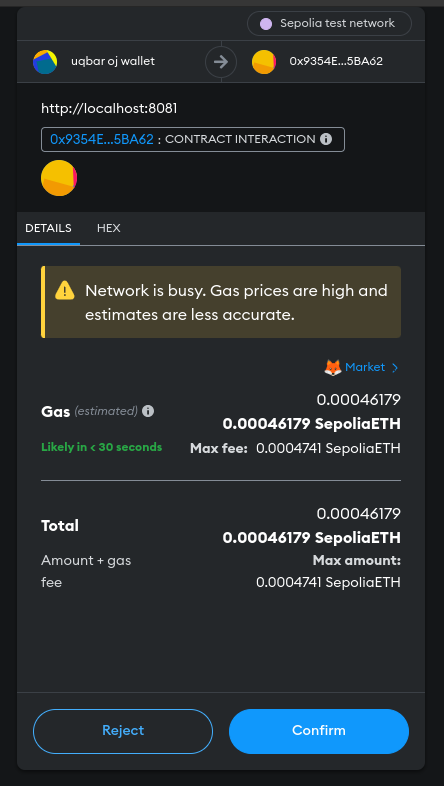 Sepolia test network
uqbar oj wallet
0x9354E...5BA62
http://localhost:8081
0x9354E...5BA62 : CONTRACT INTERACTION
DETAILS HEX
Network is busy. Gas prices are high and
estimates are less accurate.
Market
0.00046179
Gas (estimated) 0.00046179 SepoliaETH
Likely in < 30 seconds Max fee: 0.0004741 SepoliaETH
0.00046179
Total 0.00046179 SepoliaETH
Amount + gas Max amount:
fee 0.0004741 SepoliaETH
Reject Confirm